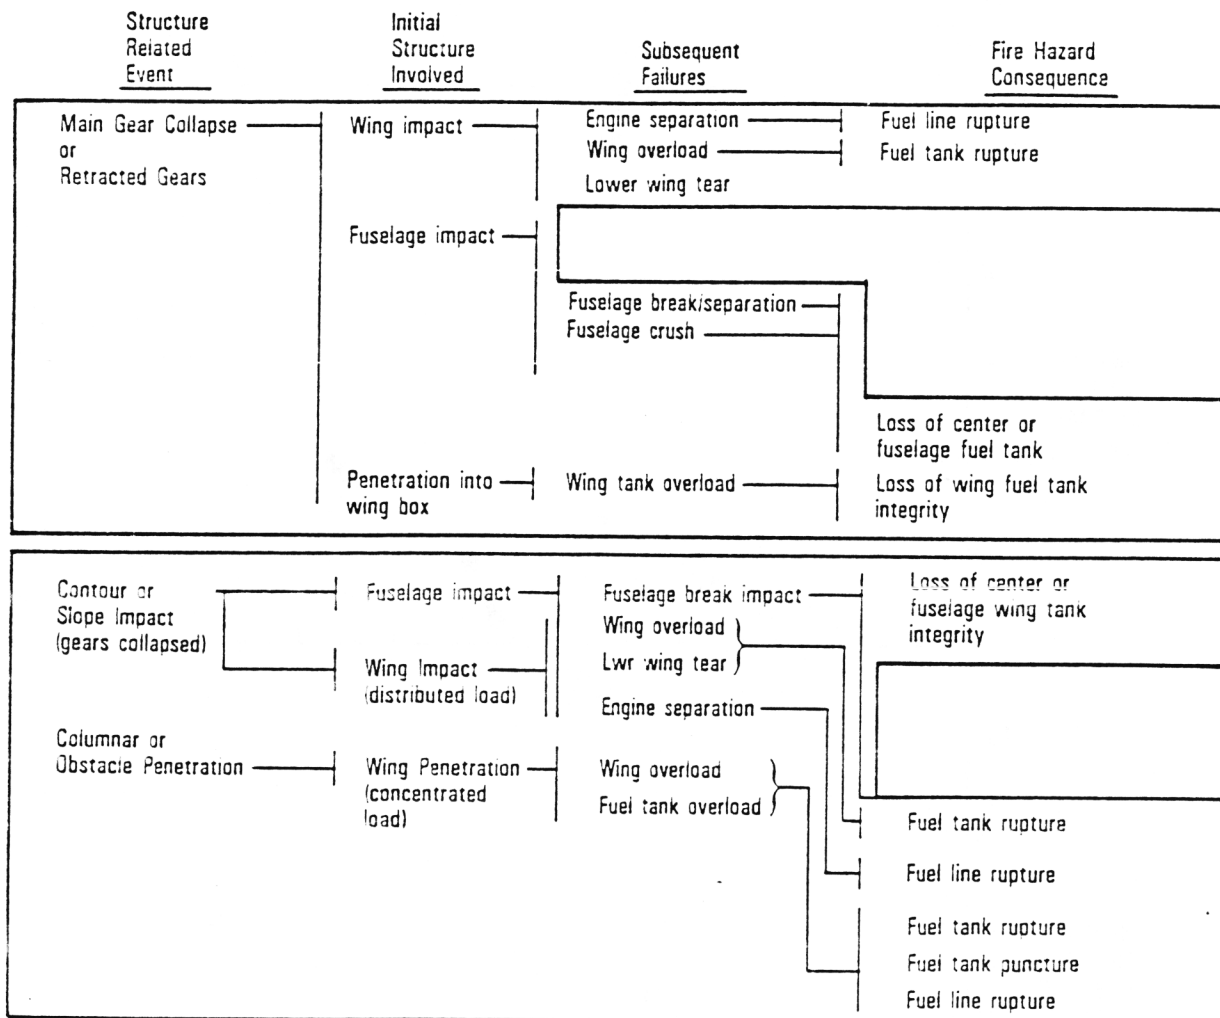 Structure
Related
Event
Initial
Structure
Involved
Subsequent
Failures
Fire Hazard
Consequence
Main Gear Collapse
or
Retracted Gears
Wing impact
Engine separation
Fuel line rupture
Wing overload
Fuel tank rupture
Lower wing tear
Fuselage impact
Fuselage break/separation
Fuselage crush
Loss of center or
fuselage fuel tank
Penetration into
wing box
Wing tank overload
Loss of wing fuel tank
integrity
Contour or
Slope Impact
(gears collapsed)
Fuselage impact
Fuselage break impact
Loss of center or
fuselage wing tank
integrity
Wing overload
Lwr wing tear
Wing Impact
(distributed load)
Engine separation
Columnar or
Obstacle Penetration
Wing Penetration
(concentrated
load)
Wing overload
Fuel tank overload
Fuel tank rupture
Fuel line rupture
Fuel tank rupture
Fuel tank puncture
Fuel line rupture